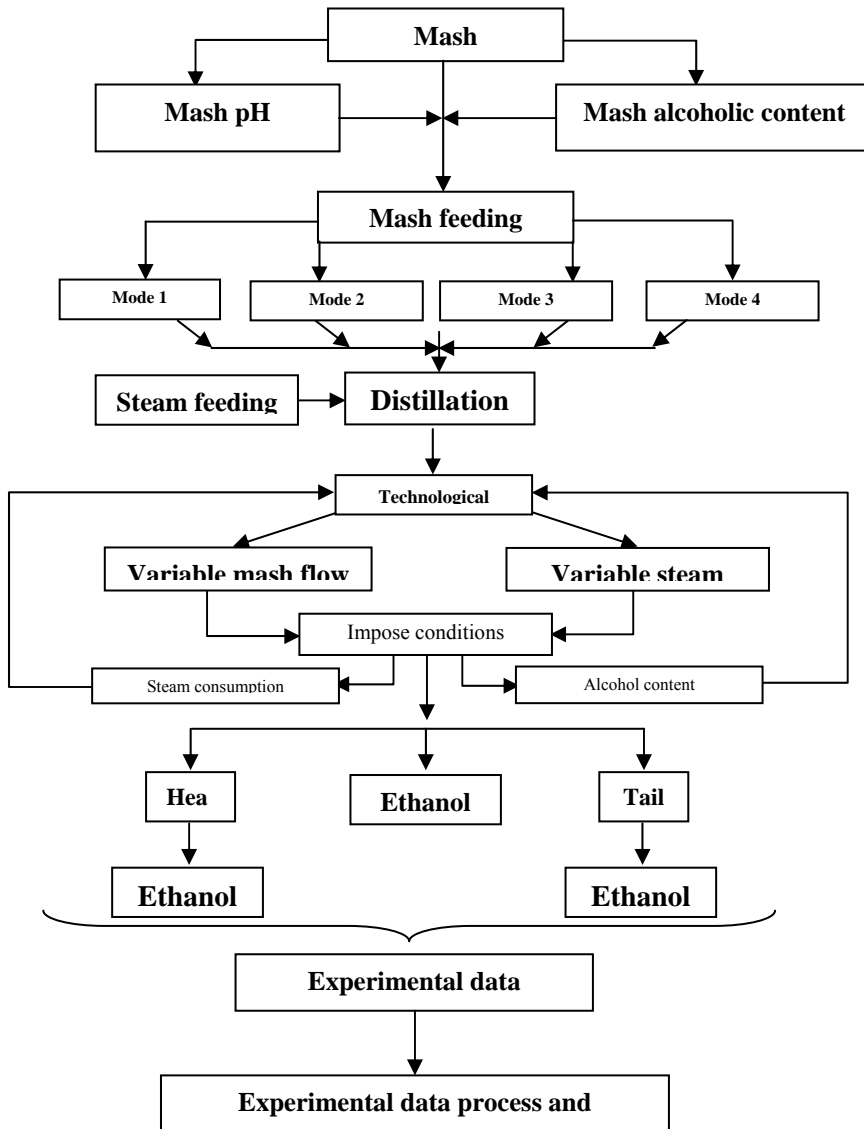 Mash
Mash pH
Mash alcoholic content
Mash feeding
Mode 1
Mode 2
Mode 3
Mode 4
Steam feeding
Distillation
Technological
Variable mash flow
Variable steam
Impose conditions
Steam consumption
Alcohol content
Hea
Ethanol
Tail
Ethanol
Ethanol
Experimental data
Experimental data process and